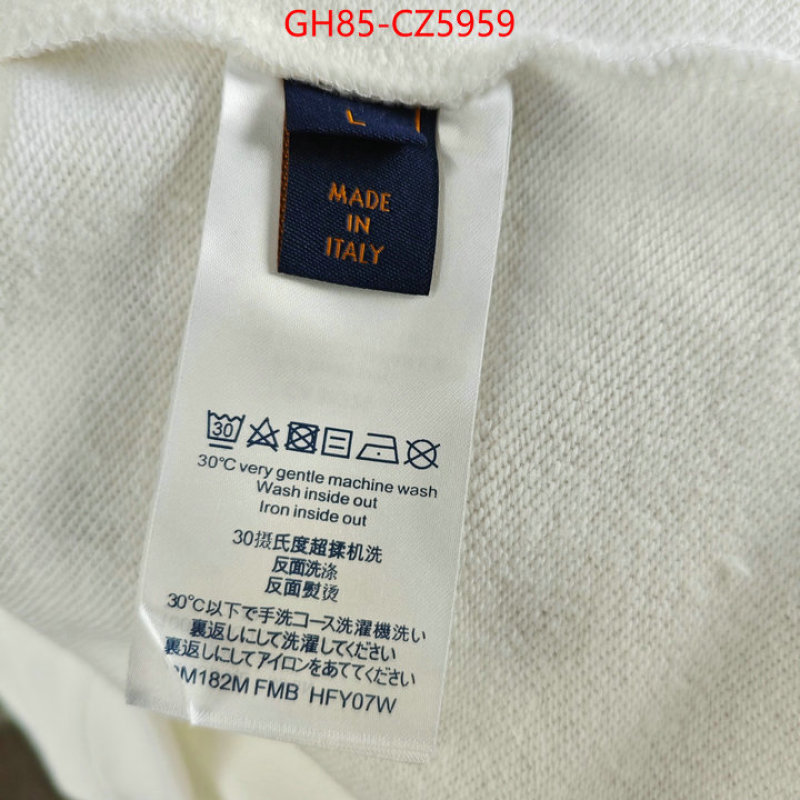 GH85-CZ5959
L
MADE
IN
ITALY
30
30°C very gentle machine wash
Wash inside out
Iron inside out
30摄氏度超揉机洗
反面洗涤
反面熨烫
30°C以下で手洗コース洗濯機洗い
裏返しにして洗濯してください
裏返しにしてアイロンをあててください
M182M FMB HFY07W